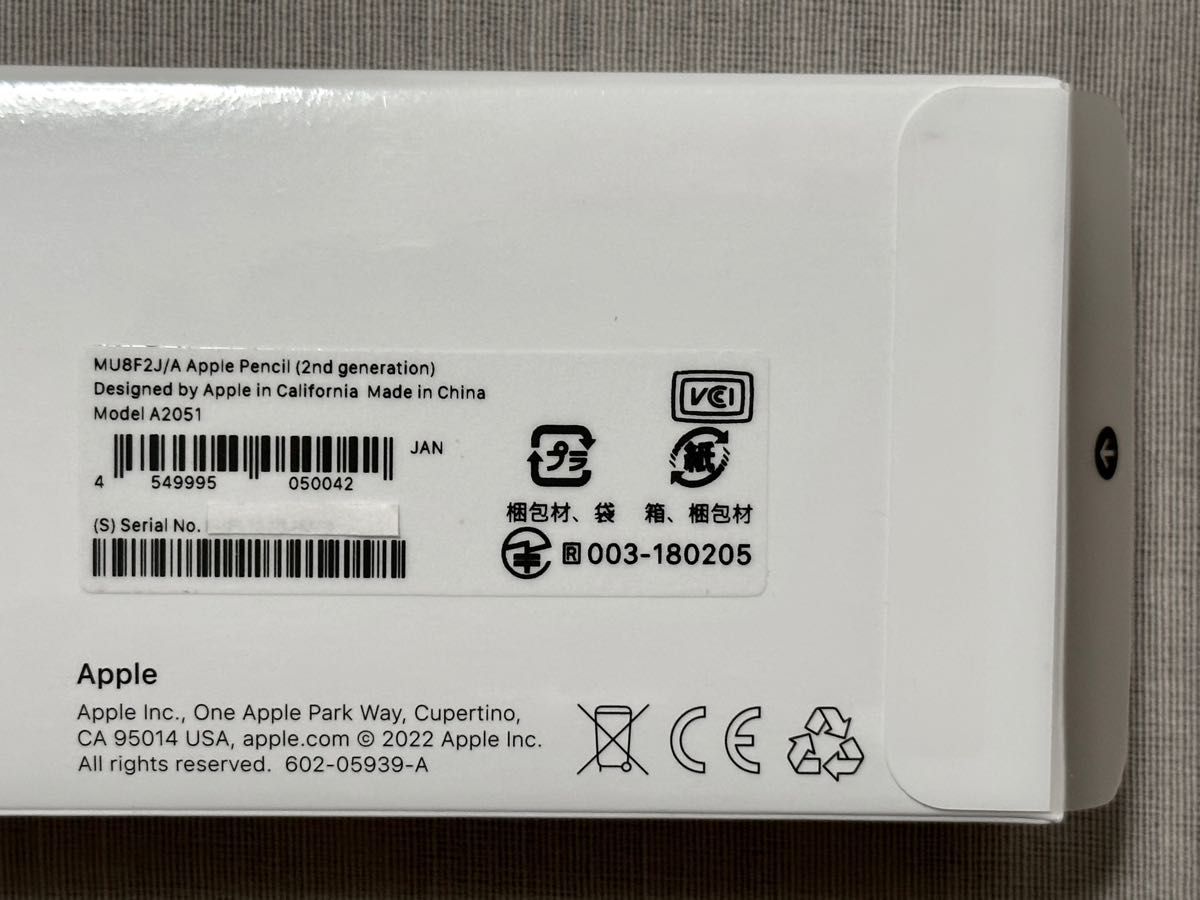 MU8F2J/A Apple Pencil (2nd generation)
Designed by Apple in California Made in China
Model A2051
JAN
4 549995 050042
(S) Serial No.
VCCI
プラ
紙
梱包材、袋
箱、梱包材
R 003-180205
Apple
Apple Inc., One Apple Park Way, Cupertino,
CA 95014 USA, apple.com © 2022 Apple Inc.
All rights reserved. 602-05939-A
CE